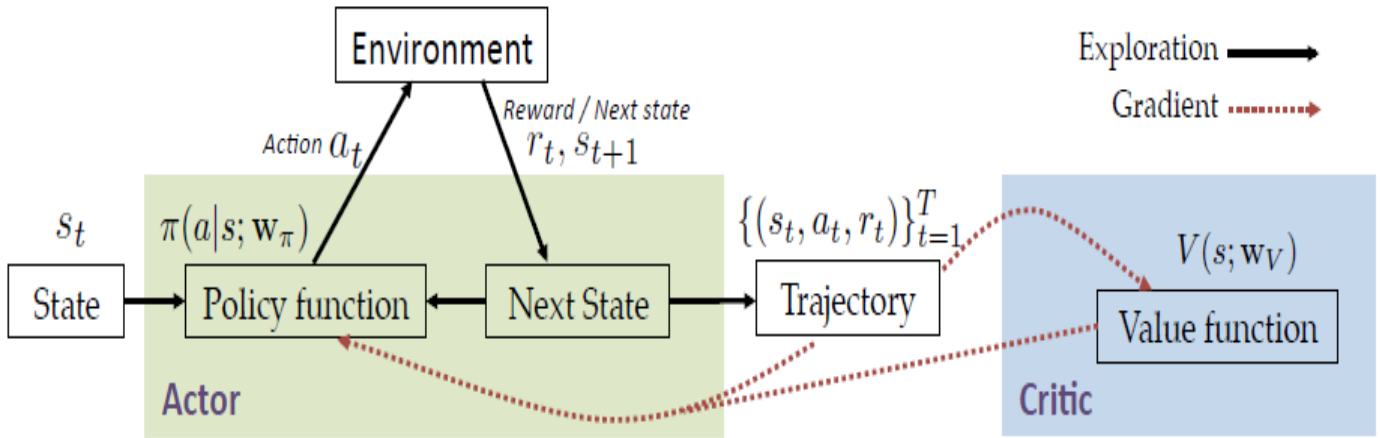 Environment
Exploration
Gradient
Reward / Next state
Action a_t
r_t, s_{t+1}
s_t
π(a|s; w_π)
{(s_t, a_t, r_t)}_{t=1}^T
V(s; w_V)
State
Policy function
Next State
Trajectory
Value function
Actor
Critic